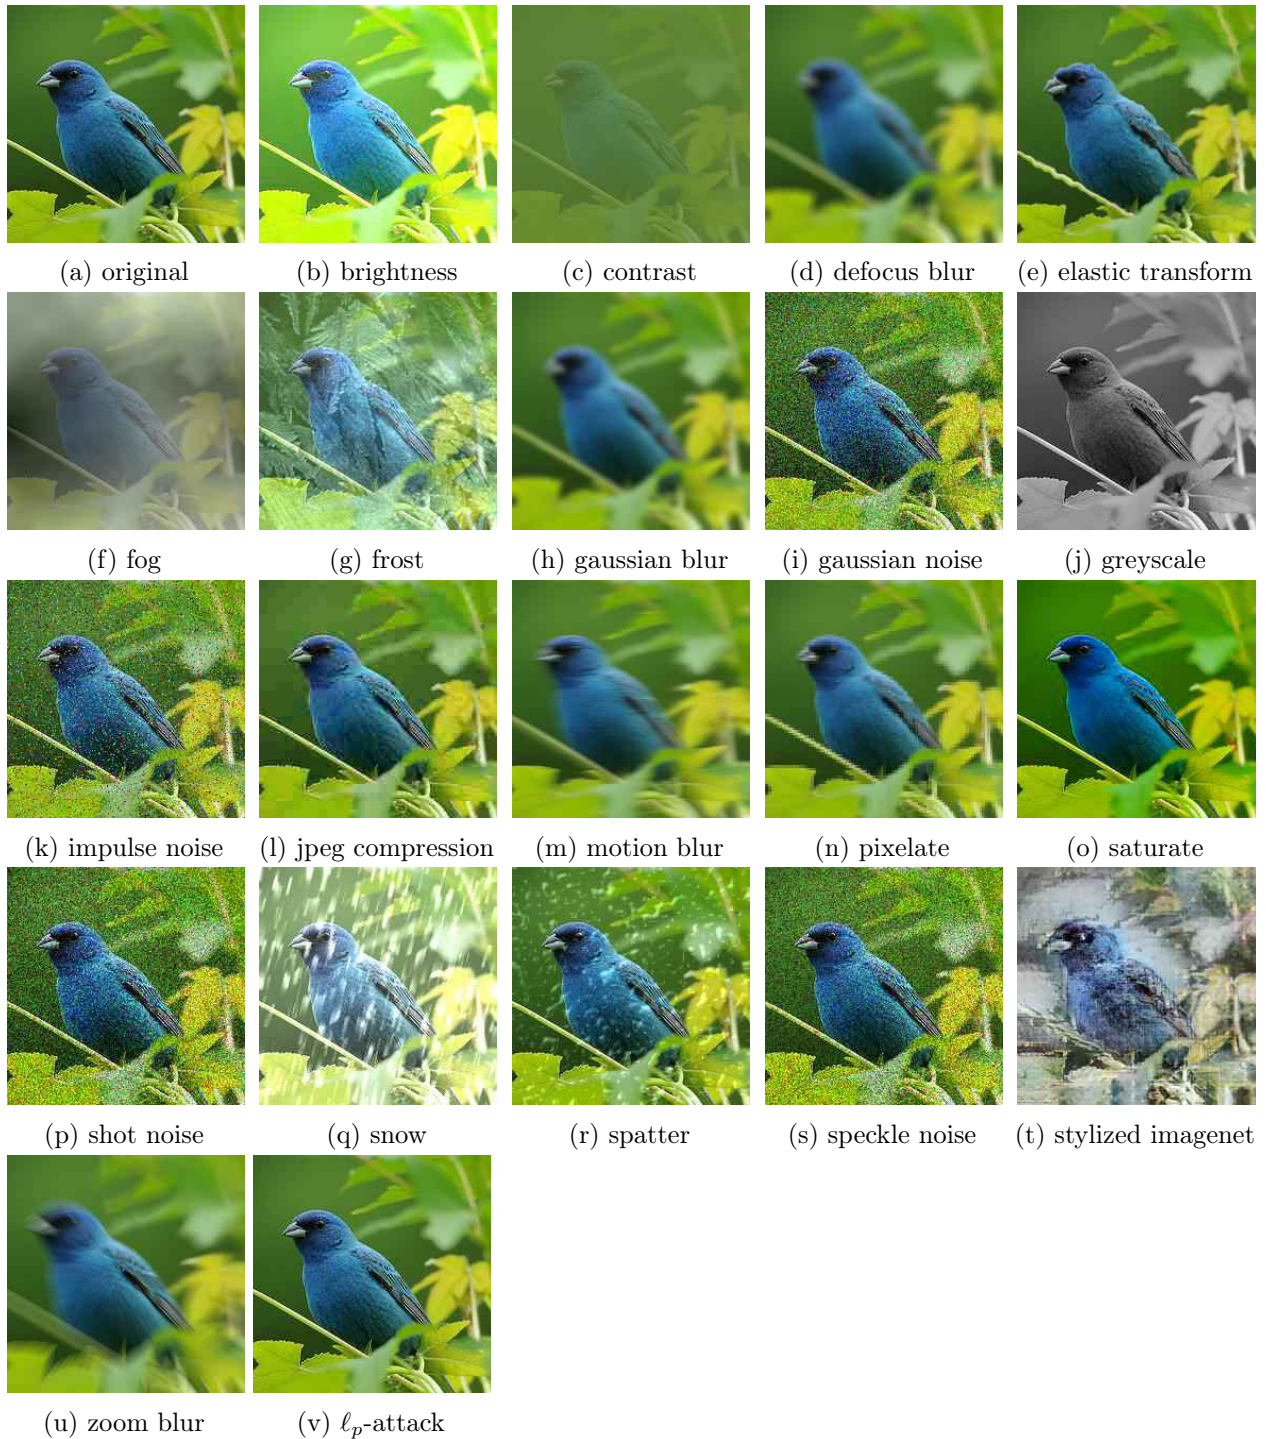 (a) original
(b) brightness
(c) contrast
(d) defocus blur
(e) elastic transform
(f) fog
(g) frost
(h) gaussian blur
(i) gaussian noise
(j) greyscale
(k) impulse noise
(l) jpeg compression
(m) motion blur
(n) pixelate
(o) saturate
(p) shot noise
(q) snow
(r) spatter
(s) speckle noise
(t) stylized imagenet
(u) zoom blur
(v) ℓp-attack